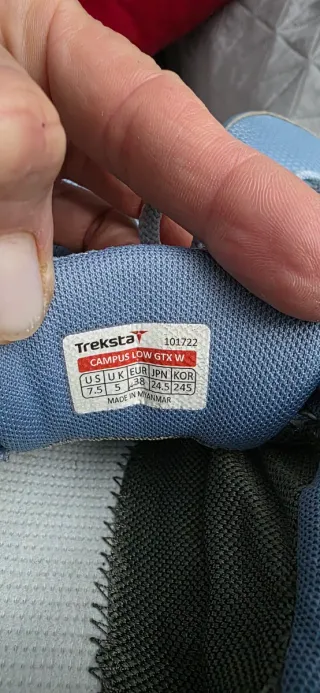 Treksta 101722
CAMPUS LOW GTX W
US UK EUR JPN KOR
7.5 5 38 24.5 245
MADE IN MYANMAR